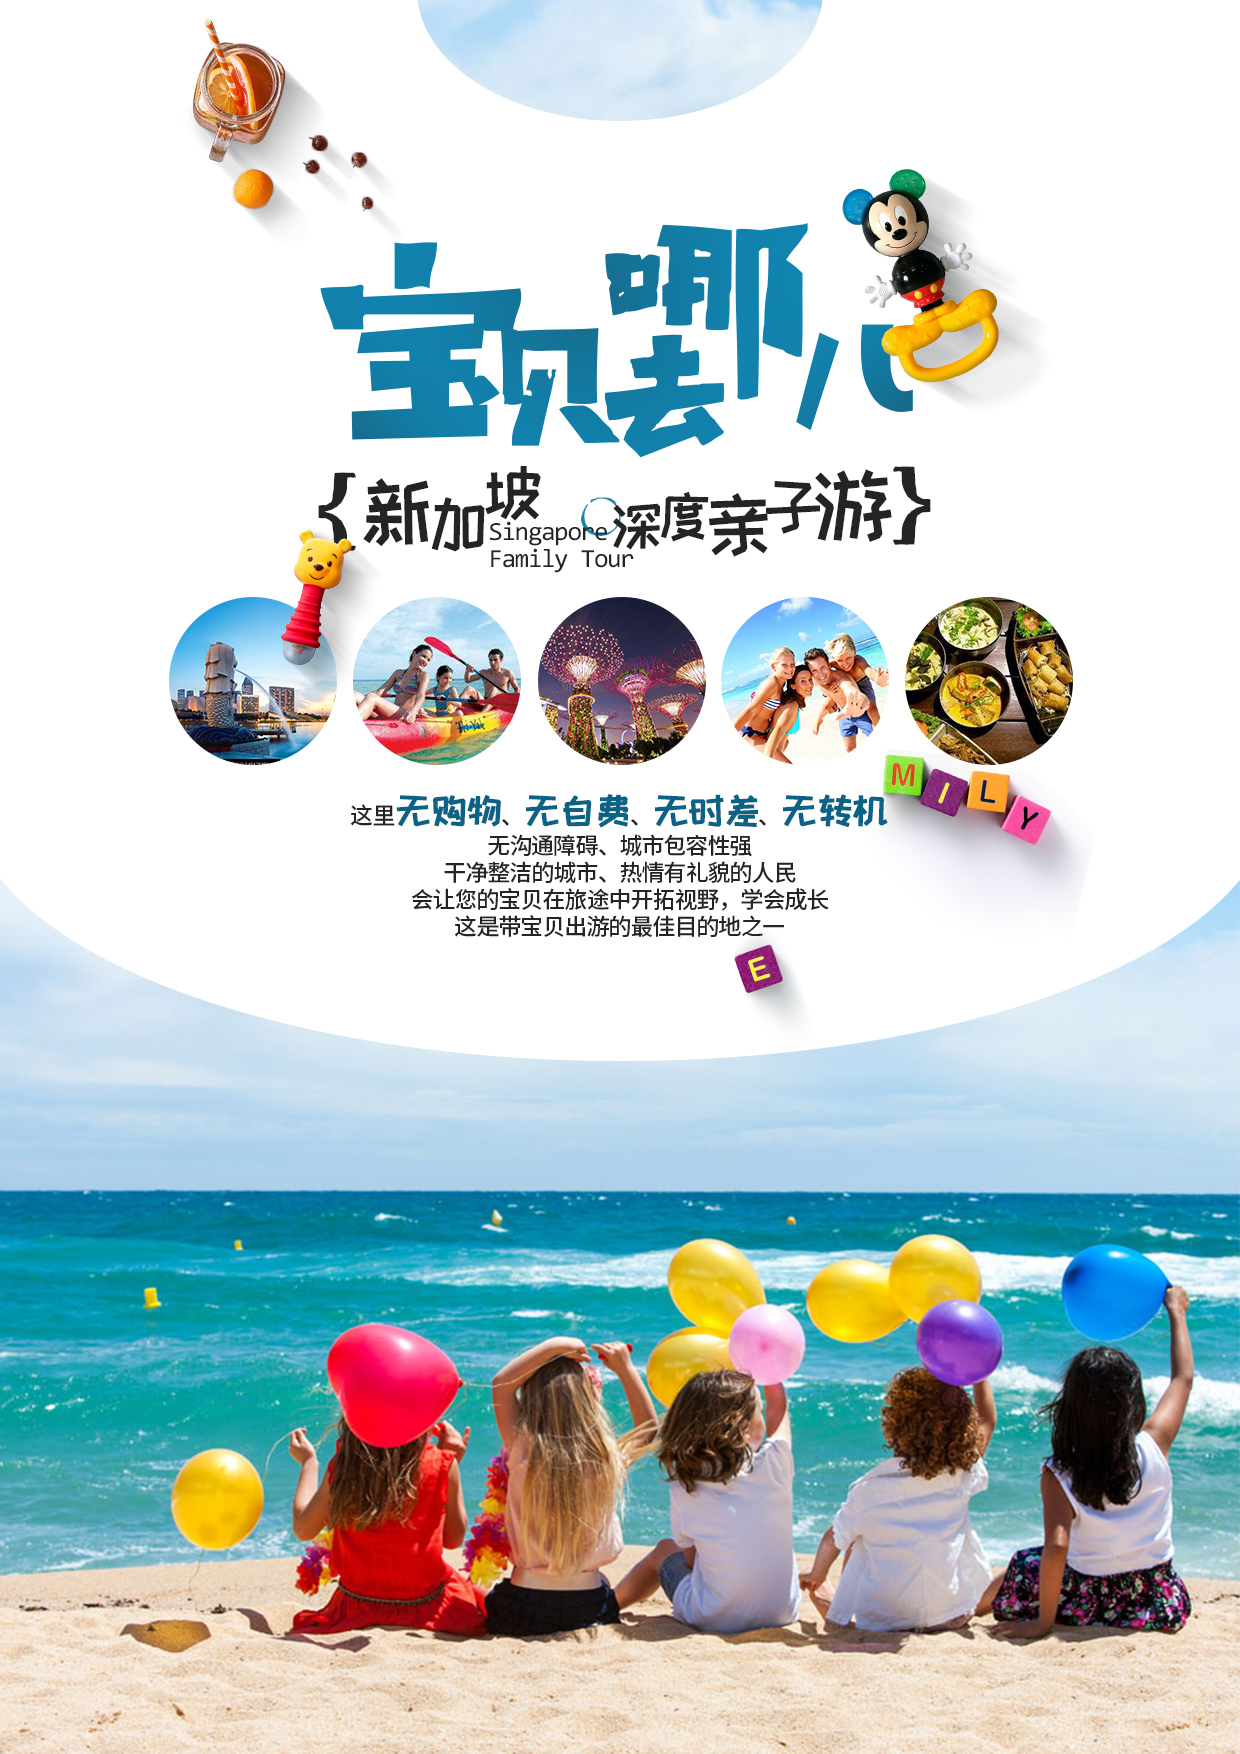 宝贝去哪儿
{新加坡 深度亲子游}
Singapore
Family Tour
这里无购物、无自费、无时差、无转机
无沟通障碍、城市包容性强
干净整洁的城市、热情有礼貌的人民
会让您的宝贝在旅途中开拓视野，学会成长
这是带宝贝出游的最佳目的地之一
MILY
E